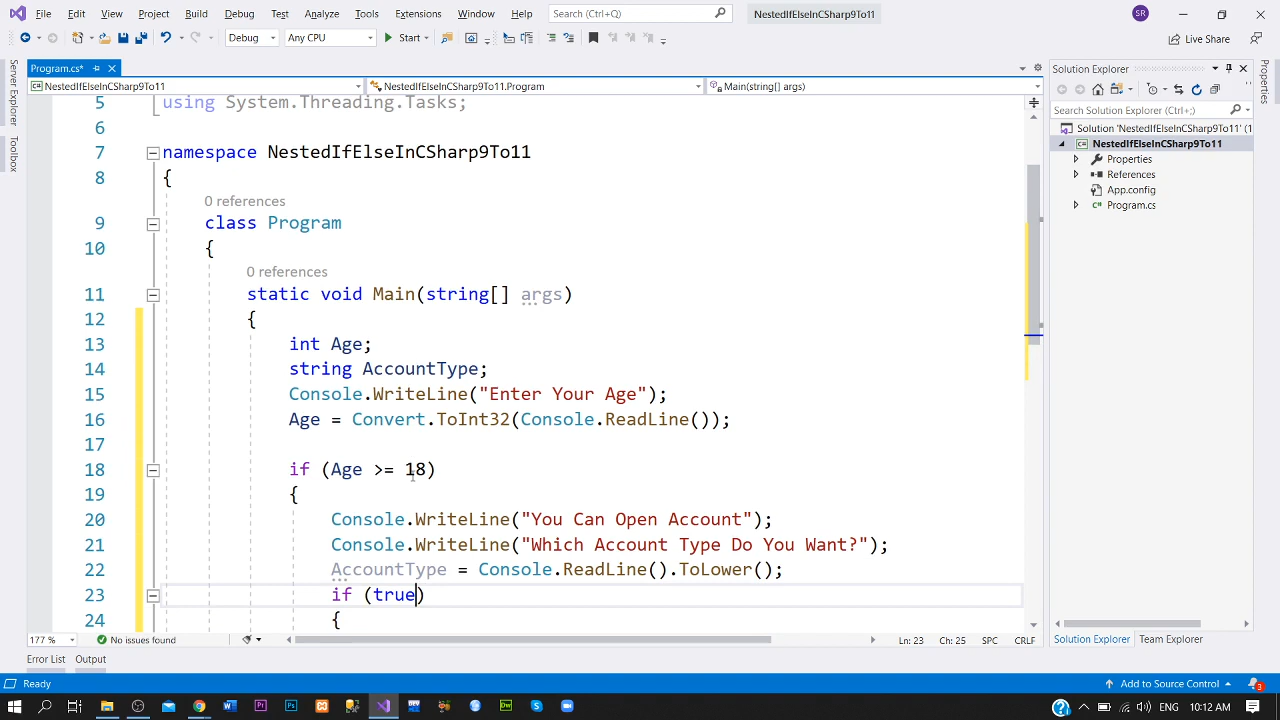 File Edit View Git Project Build Debug Test Analyze Tools Extensions Window Help Search (Ctrl+Q) NestedIfElseInCSharp9To11 SR
Debug Any CPU Start Live Share
Program.cs*
NestedIfElseInCSharp9To11 NestedIfElseInCSharp9To11.Program Main(string[] args)
Server Explorer
Toolbox
5 using System.Threading.Tasks;
6
7 namespace NestedIfElseInCSharp9To11
8 {
0 references
9 class Program
10 {
0 references
11 static void Main(string[] args)
12 {
13 int Age;
14 string AccountType;
15 Console.WriteLine("Enter Your Age");
16 Age = Convert.ToInt32(Console.ReadLine());
17
18 if (Age >= 18)
19 {
20 Console.WriteLine("You Can Open Account");
21 Console.WriteLine("Which Account Type Do You Want?");
22 AccountType = Console.ReadLine().ToLower();
23 if (true)
24 {
177 % No issues found Ln: 23 Ch: 25 SPC CRLF
Solution Explorer
Search Solution Explorer (Ctrl+;)
Solution 'NestedIfElseInCSharp9To11' (1
NestedIfElseInCSharp9To11
Properties
References
App.config
Program.cs
Solution Explorer Team Explorer
Properties
Error List Output
Ready Add to Source Control 3
10:12 AM